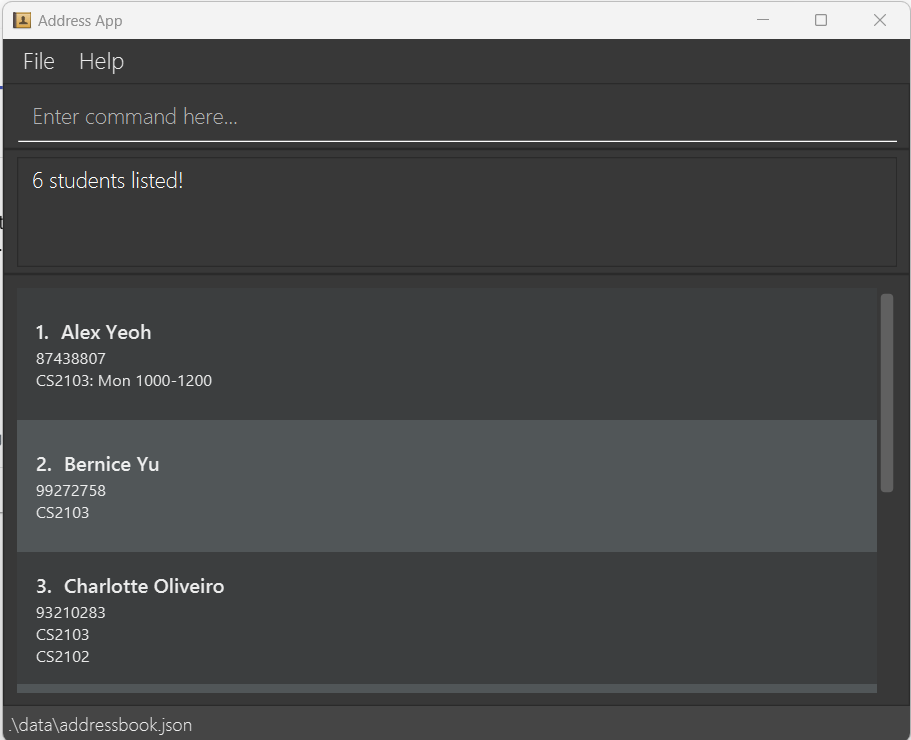 Address App
File Help
Enter command here...
6 students listed!
1. Alex Yeoh
87438807
CS2103: Mon 1000-1200
2. Bernice Yu
99272758
CS2103
3. Charlotte Oliveiro
93210283
CS2103
CS2102
.\data\addressbook.json